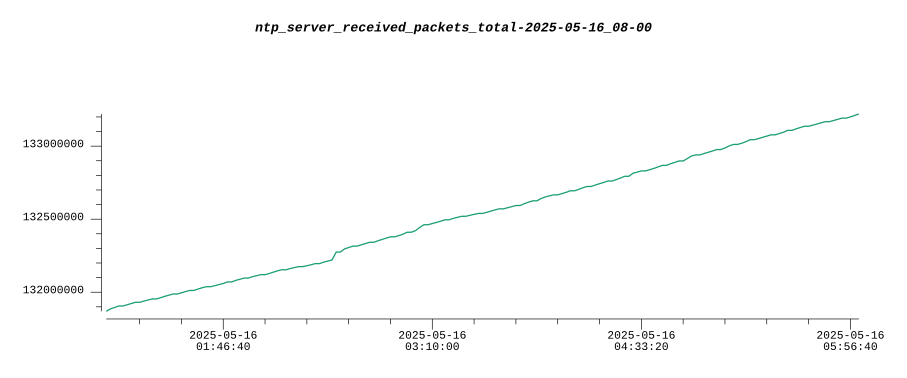 ntp_server_received_packets_total-2025-05-16_08-00
133000000
132500000
132000000
2025-05-16 2025-05-16 2025-05-16 2025-05-16
01:46:40 03:10:00 04:33:20 05:56:40